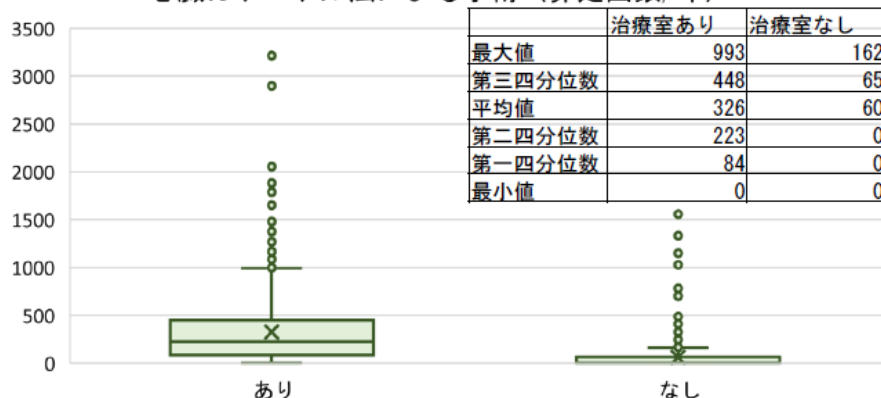 3500
3000
2500
2000
1500
1000
500
0
あり
なし
治療室あり 治療室なし
最大値 993 162
第三四分位数 448 65
平均値 326 60
第二四分位数 223 0
第一四分位数 84 0
最小値 0 0